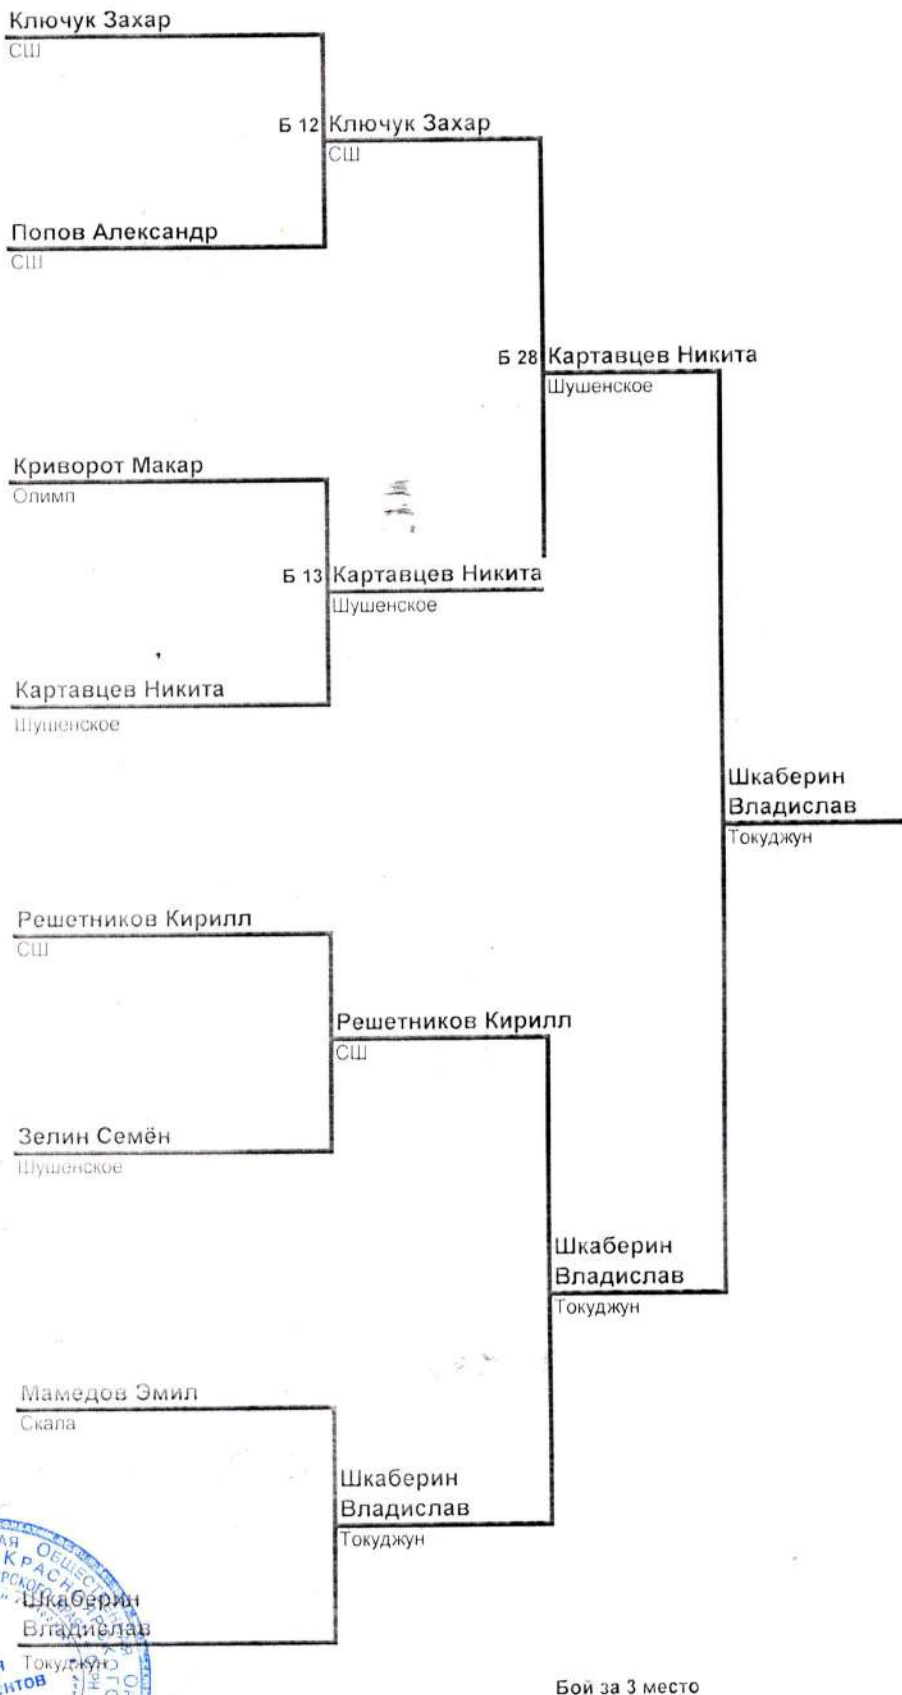 Ключук Захар
СШ
Б 12 Ключук Захар
СШ
Попов Александр
СШ
Б 28 Картавцев Никита
Шушенское
Криворот Макар
Олимп
Б 13 Картавцев Никита
Шушенское
Картавцев Никита
Шушенское
Шкаберин
Владислав
Токуджун
Решетников Кирилл
СШ
Решетников Кирилл
СШ
Зелин Семён
Шушенское
Шкаберин
Владислав
Токуджун
Мамедов Эмил
Скала
Шкаберин
Владислав
Токуджун
Шкаберин
Владислав
Токуджун
Бой за 3 место